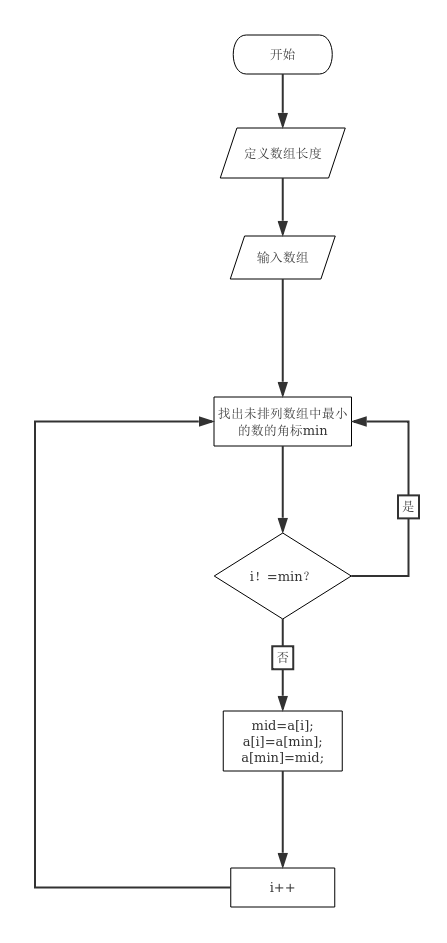 开始
定义数组长度
输入数组
找出未排列数组中最小
的数的角标min
是
i！=min？
否
mid=a[i];
a[i]=a[min];
a[min]=mid;
i++